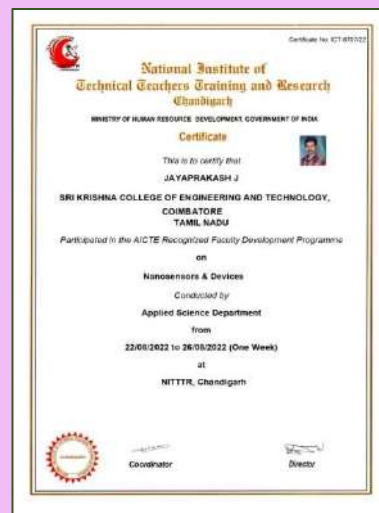 Certificate No: ICT-8707/22
National Institute of
Technical Teachers Training and Research
Chandigarh
MINISTRY OF HUMAN RESOURCE DEVELOPMENT, GOVERNMENT OF INDIA
Certificate
This is to certify that
JAYAPRAKASH J
SRI KRISHNA COLLEGE OF ENGINEERING AND TECHNOLOGY,
COIMBATORE
TAMIL NADU
Participated in the AICTE Recognized Faculty Development Programme
on
Nanosensors & Devices
Conducted by
Applied Science Department
from
22/08/2022 to 26/08/2022 (One Week)
at
NITTTR, Chandigarh
Coordinator
Director